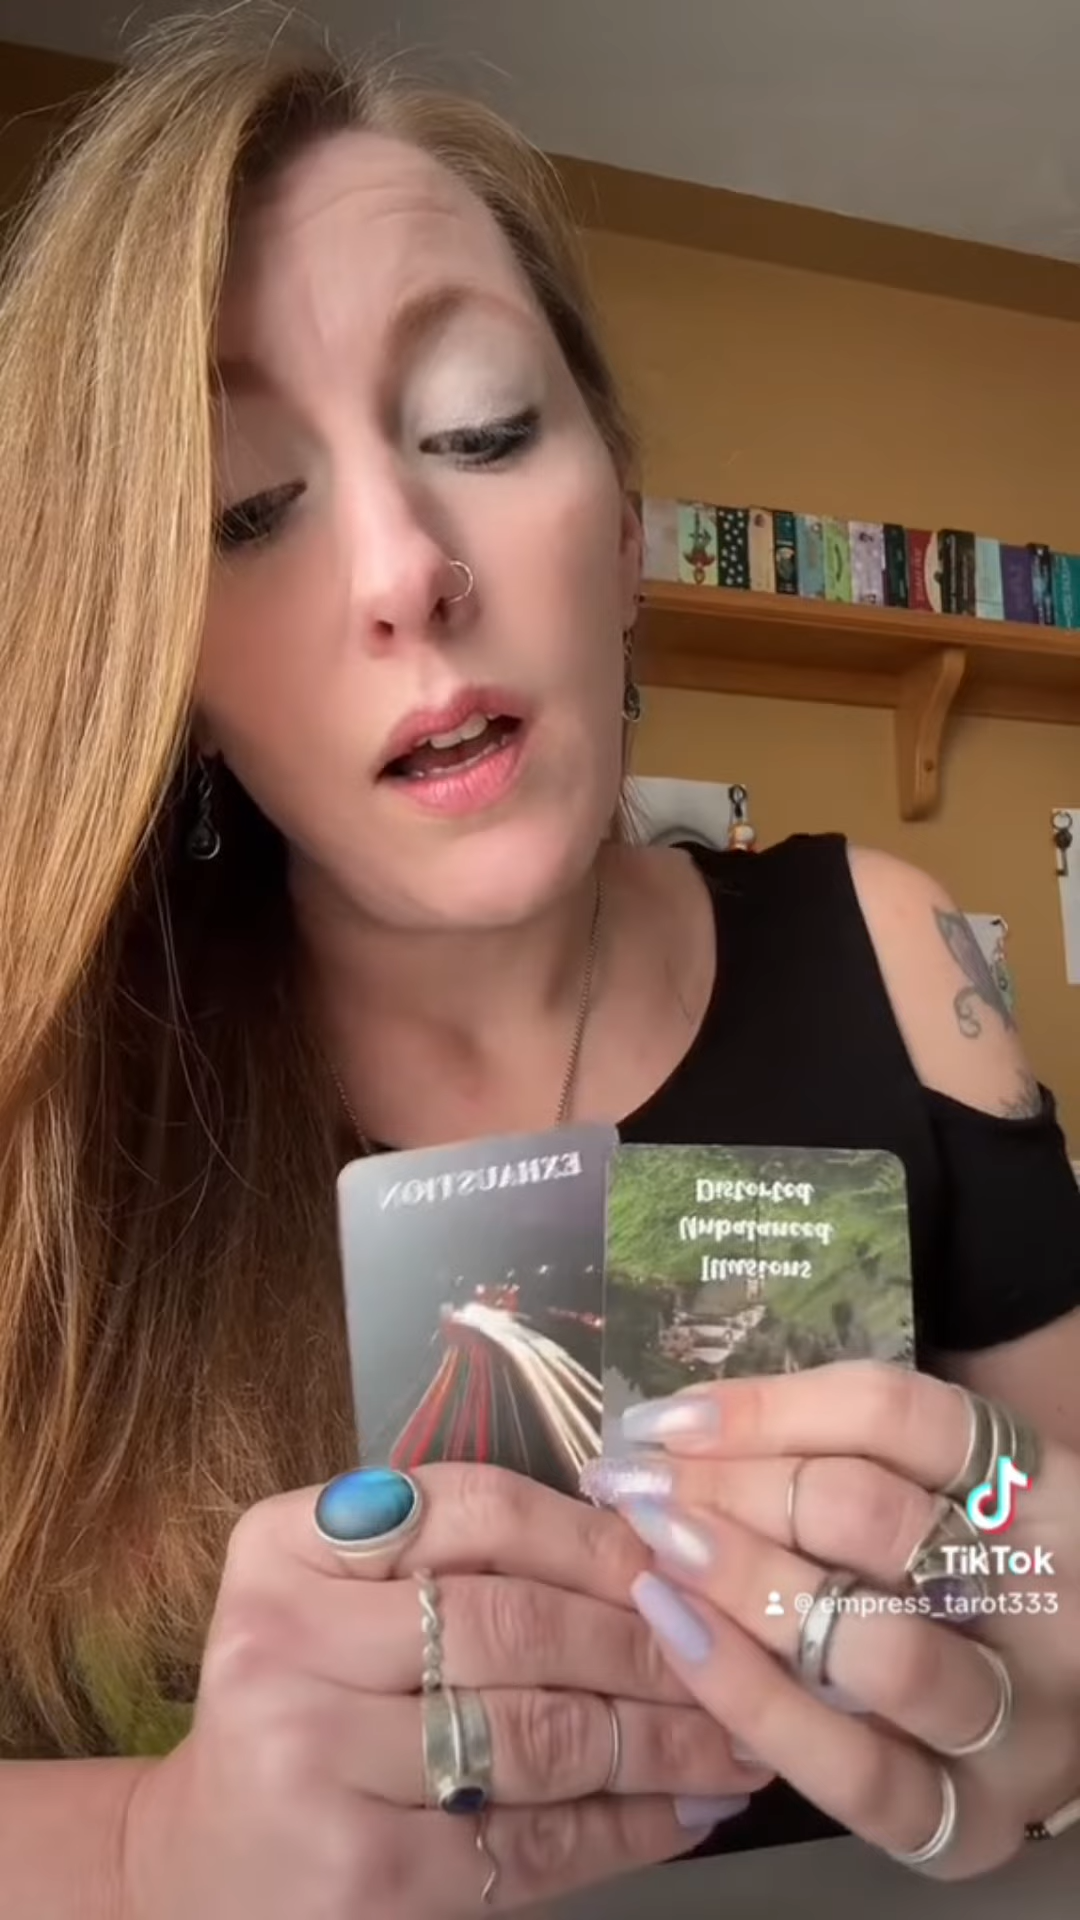 EXHAUSTION
Distorted
Unbalanced
Illusions
TikTok
@ empress_tarot333